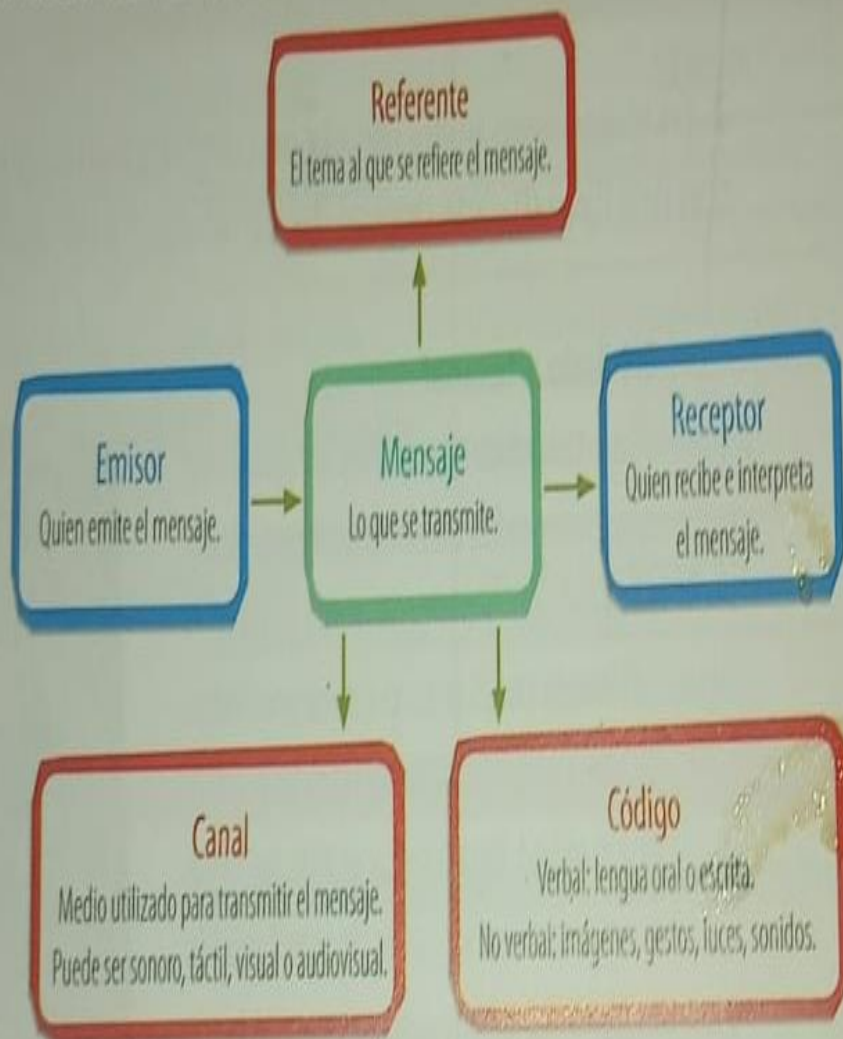 Referente
El tema al que se refiere el mensaje.
Emisor
Quien emite el mensaje.
Mensaje
Lo que se transmite.
Receptor
Quien recibe e interpreta
el mensaje.
Canal
Medio utilizado para transmitir el mensaje.
Puede ser sonoro, táctil, visual o audiovisual.
Código
Verbal: lengua oral o escrita.
No verbal: imágenes, gestos, luces, sonidos.